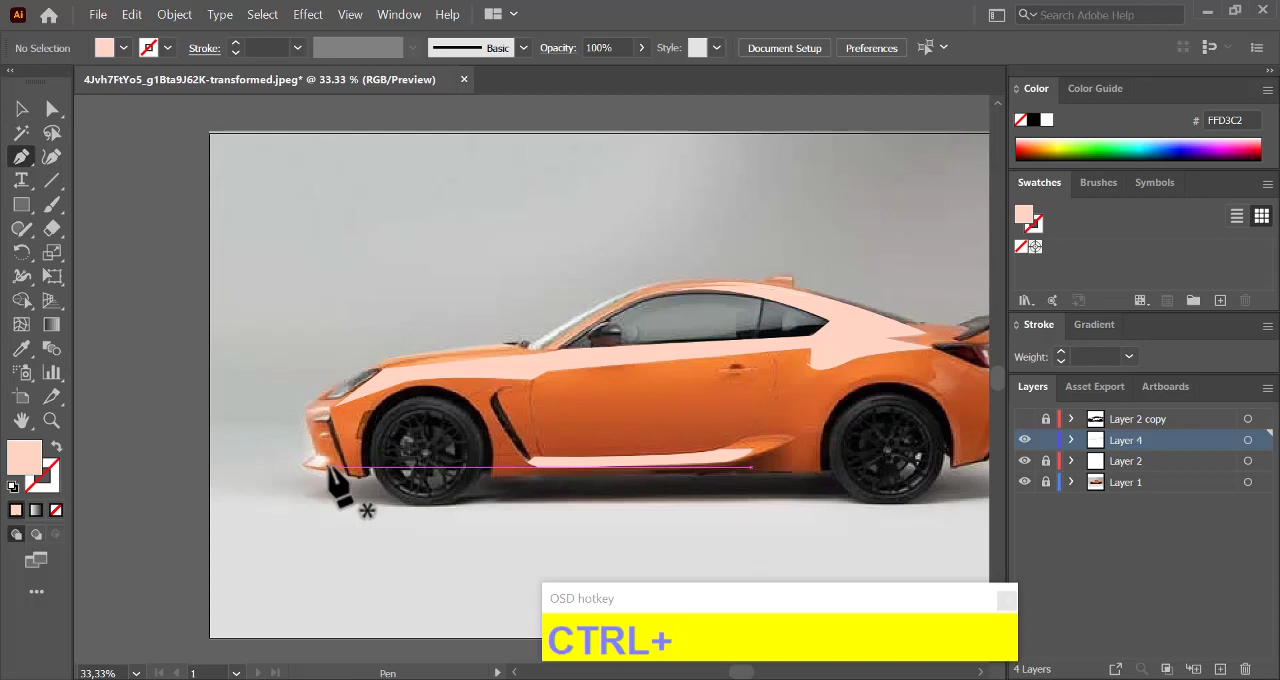 Ai File Edit Object Type Select Effect View Window Help Search Adobe Help
No Selection Stroke: Basic Opacity: 100% Style: Document Setup Preferences
4Jvh7FtYo5_g1Bta9J62K-transformed.jpeg* @ 33.33 % (RGB/Preview)
Color Color Guide
# FFD3C2
Swatches Brushes Symbols
Stroke Gradient
Weight:
Layers Asset Export Artboards
Layer 2 copy
Layer 4
Layer 2
Layer 1
OSD hotkey
CTRL+
33,33% 1 Pen 4 Layers